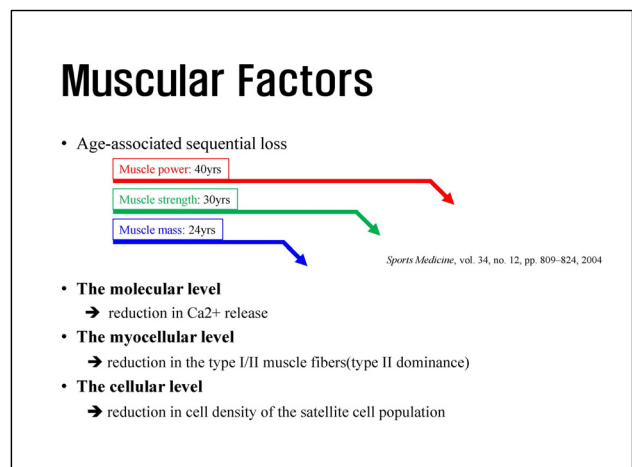 Muscular Factors
• Age-associated sequential loss
Muscle power: 40yrs
Muscle strength: 30yrs
Muscle mass: 24yrs
Sports Medicine, vol. 34, no. 12, pp. 809–824, 2004
• The molecular level
➔ reduction in Ca2+ release
• The myocellular level
➔ reduction in the type I/II muscle fibers(type II dominance)
• The cellular level
➔ reduction in cell density of the satellite cell population